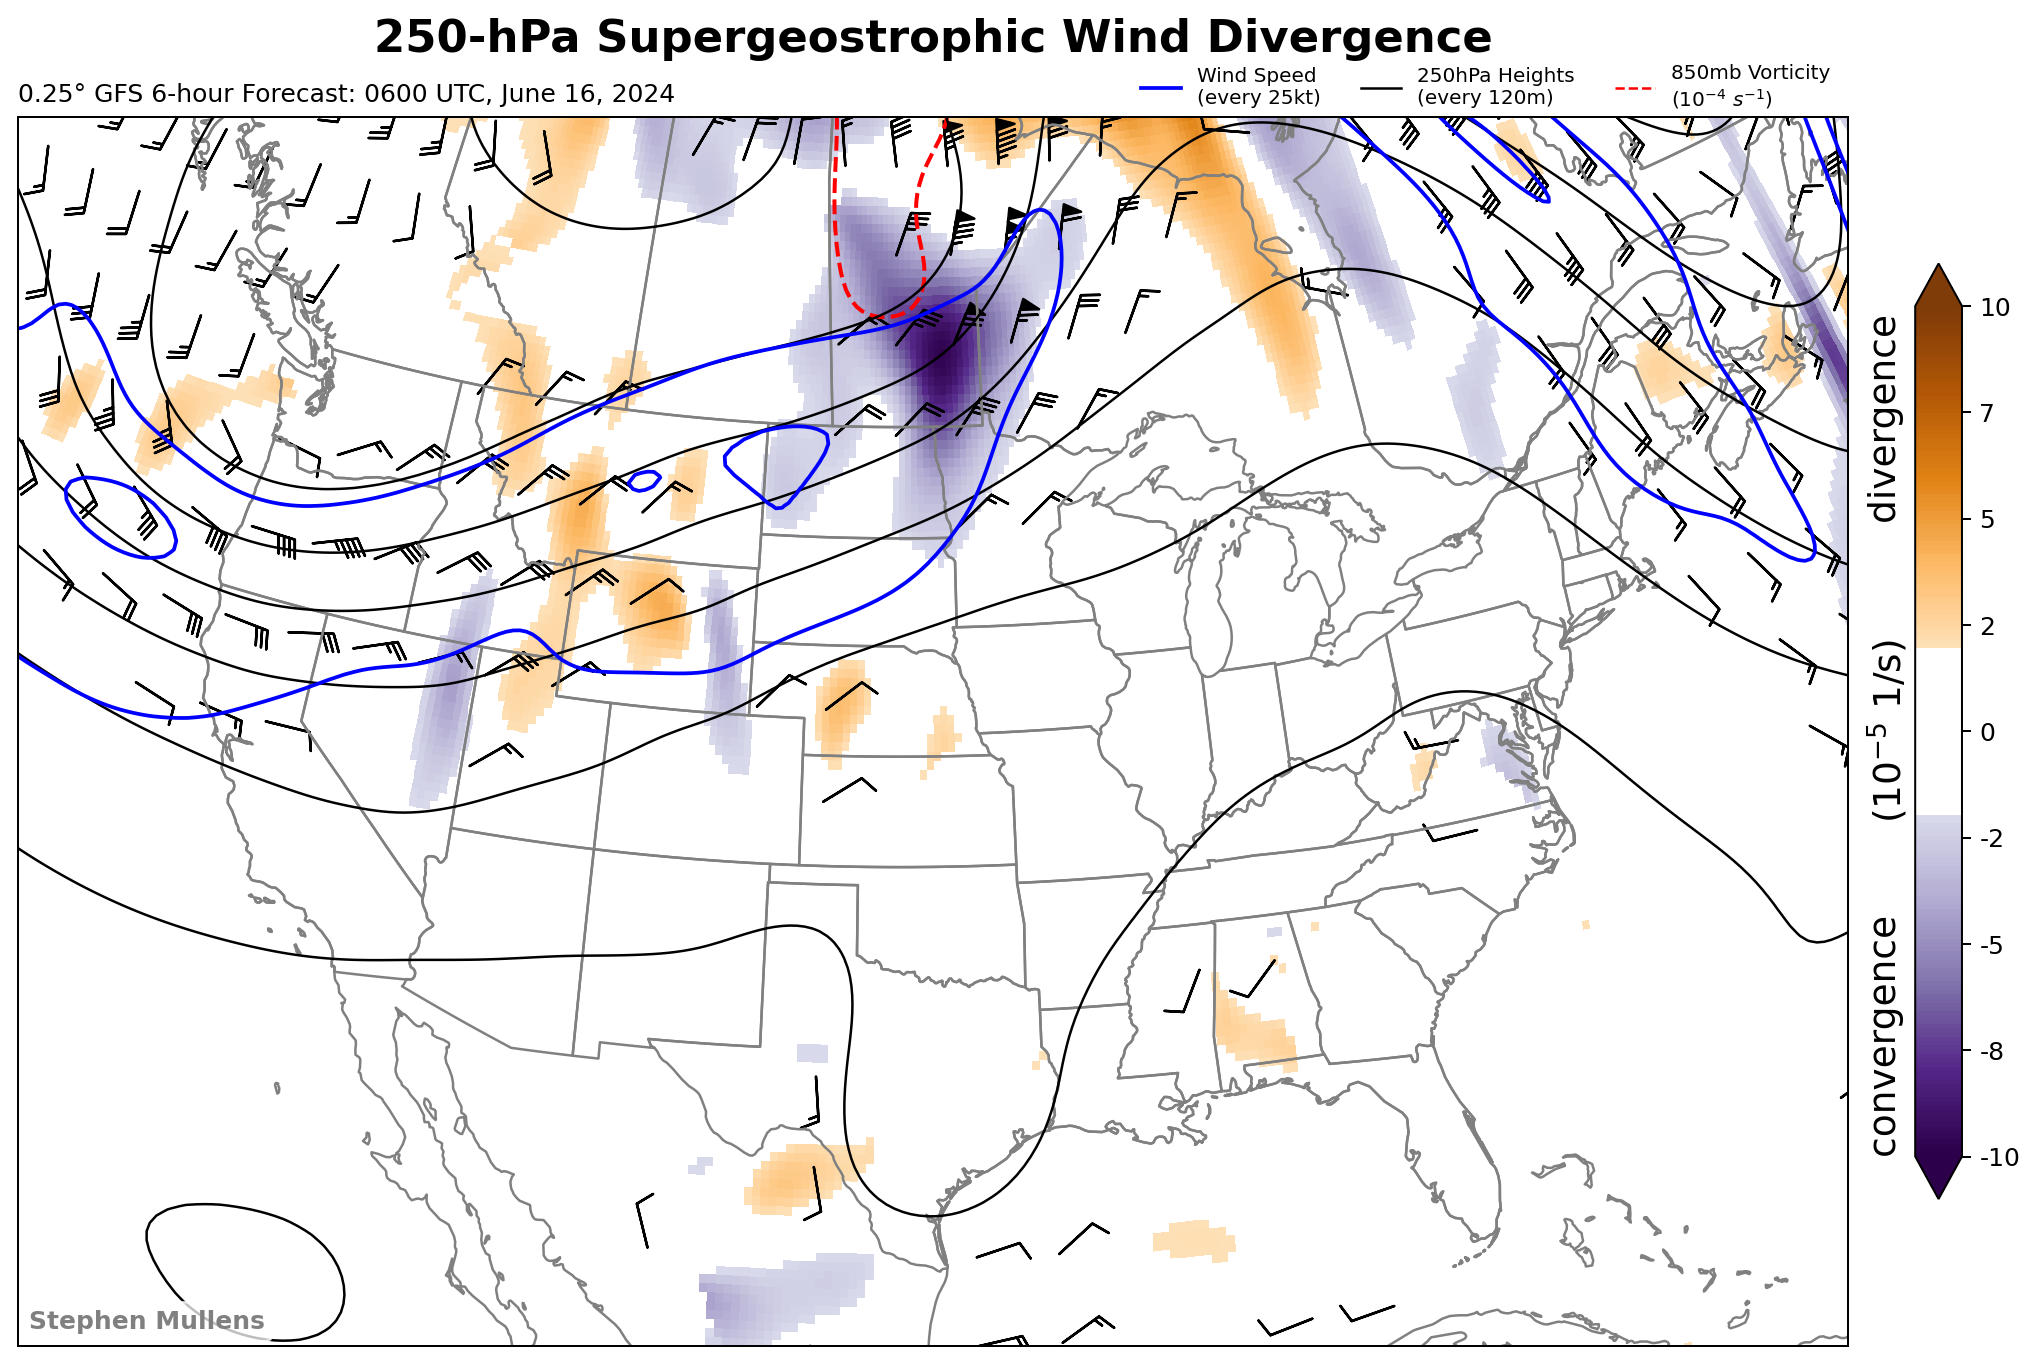 250-hPa Supergeostrophic Wind Divergence
0.25° GFS 6-hour Forecast: 0600 UTC, June 16, 2024
Wind Speed
(every 25kt)
250hPa Heights
(every 120m)
850mb Vorticity
(10⁻⁴ s⁻¹)
10
7
5
2
0
-2
-5
-8
-10
convergence (10⁻⁵ 1/s) divergence
Stephen Mullens